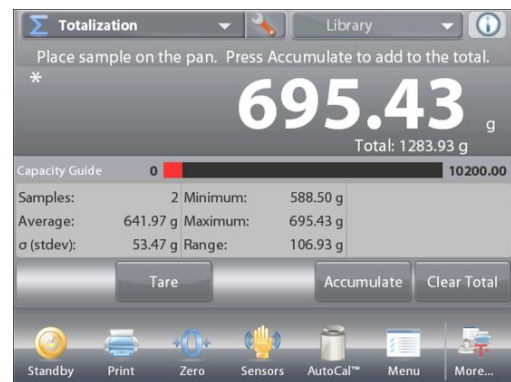 Σ Totalization Library i
Place sample on the pan. Press Accumulate to add to the total.
*
695.43 g
Total: 1283.93 g
Capacity Guide 0 10200.00
Samples: 2 Minimum: 588.50 g
Average: 641.97 g Maximum: 695.43 g
σ (stdev): 53.47 g Range: 106.93 g
Tare Accumulate Clear Total
→0←
Standby Print Zero Sensors AutoCal™ Menu More...